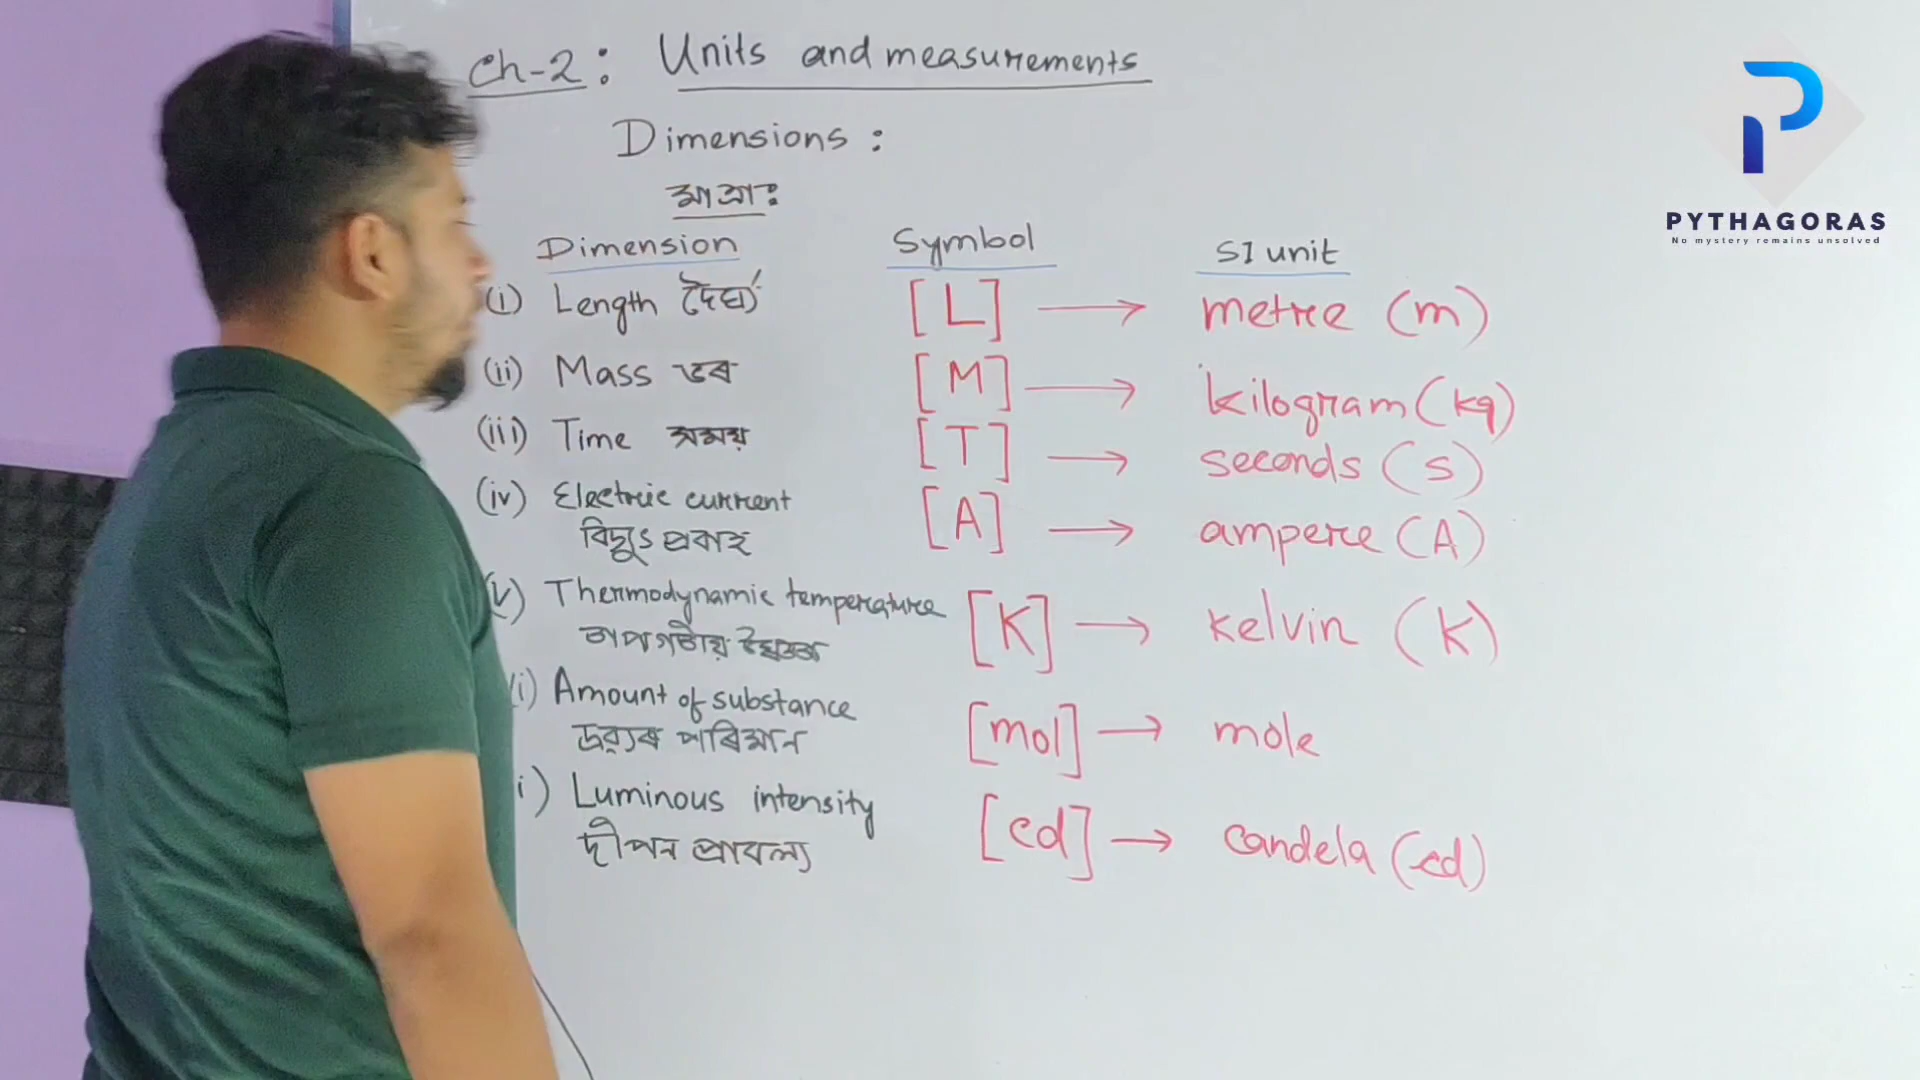 Ch-2: Units and measurements
Dimensions:
মাত্ৰা:
Dimension Symbol SI unit
(i) Length দৈৰ্ঘ্য [L] → metre (m)
(ii) Mass ভৰ [M] → kilogram (kg)
(iii) Time সময় [T] → seconds (s)
(iv) Electric current [A] → ampere (A)
বিদ্যুৎ প্ৰবাহ
(v) Thermodynamic temperature [K] → kelvin (K)
তাপগতীয়
i) Amount of substance [mol] → mole
দ্ৰব্যৰ পৰিমান
i) Luminous intensity [cd] → candela (cd)
দীপন প্ৰাবল্য
PYTHAGORAS
No mystery remains unsolved